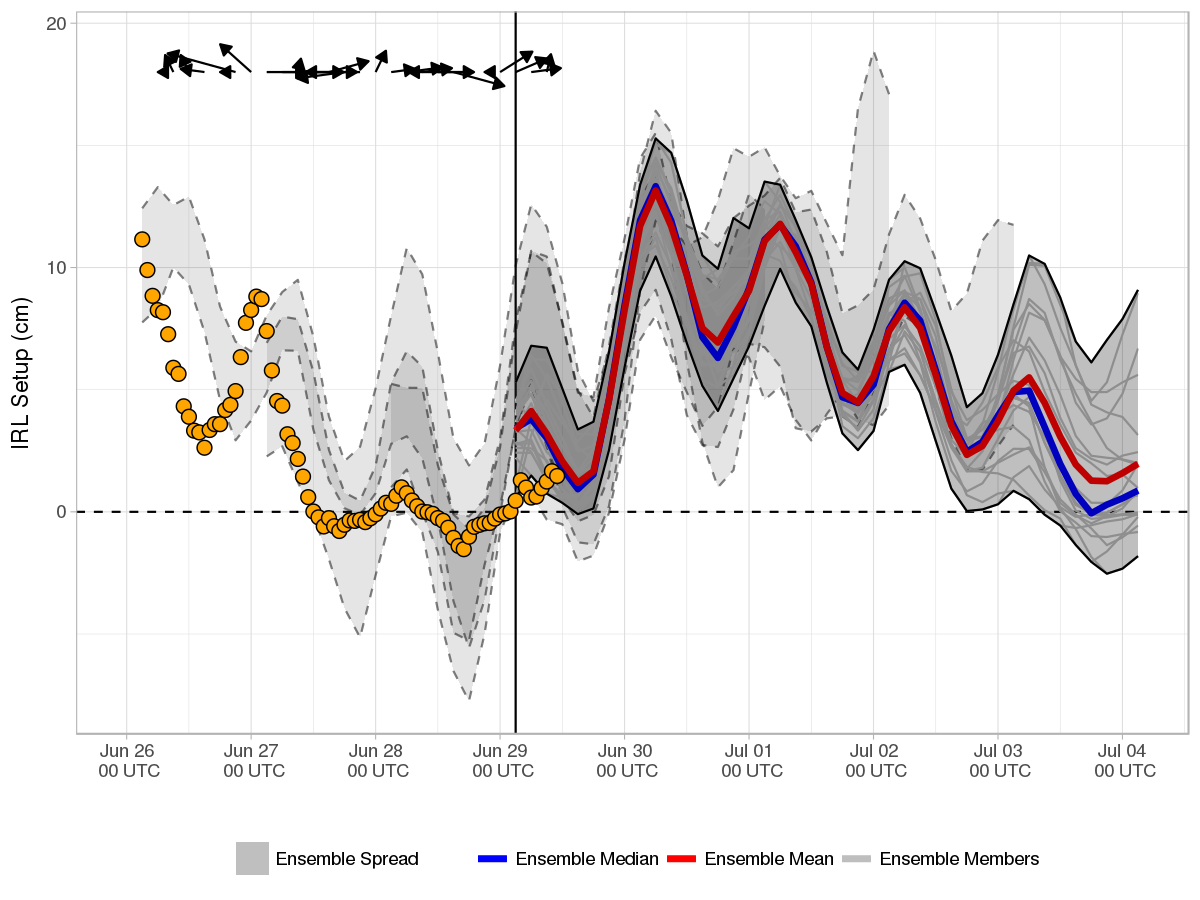 IRL Setup (cm)
20
10
0
Jun 26 Jun 27 Jun 28 Jun 29 Jun 30 Jul 01 Jul 02 Jul 03 Jul 04
00 UTC 00 UTC 00 UTC 00 UTC 00 UTC 00 UTC 00 UTC 00 UTC 00 UTC
Ensemble Spread Ensemble Median Ensemble Mean Ensemble Members